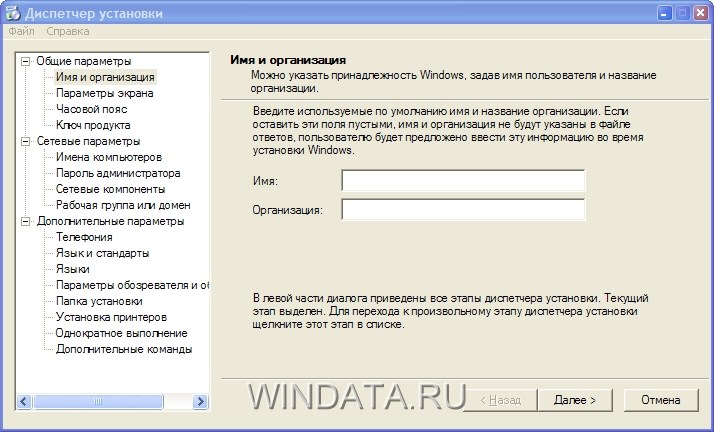 Диспетчер установки
Файл Справка
Общие параметры
Имя и организация
Параметры экрана
Часовой пояс
Ключ продукта
Сетевые параметры
Имена компьютеров
Пароль администратора
Сетевые компоненты
Рабочая группа или домен
Дополнительные параметры
Телефония
Язык и стандарты
Языки
Параметры обозревателя и об
Папка установки
Установка принтеров
Однократное выполнение
Дополнительные команды
Имя и организация
Можно указать принадлежность Windows, задав имя пользователя и название
организации.
Введите используемые по умолчанию имя и название организации. Если
оставить эти поля пустыми, имя и организация не будут указаны в файле
ответов, пользователю будет предложено ввести эту информацию во время
установки Windows.
Имя:
Организация:
В левой части диалога приведены все этапы диспетчера установки. Текущий
этап выделен. Для перехода к произвольному этапу диспетчера установки
щелкните этот этап в списке.
WINDATA.RU
< Назад Далее > Отмена